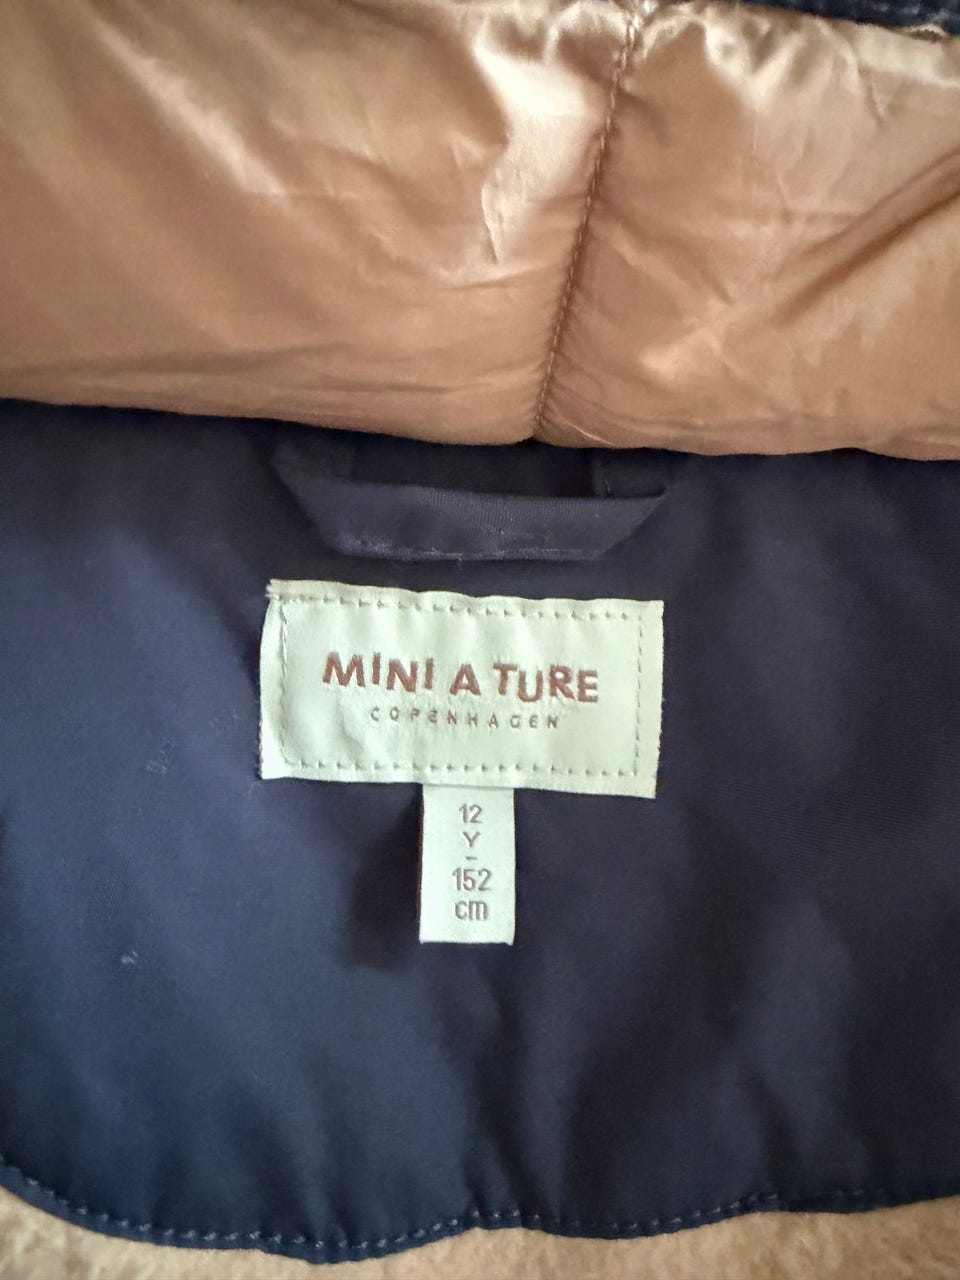 MINI A TURE
COPENHAGEN
12
Y
-
152
cm